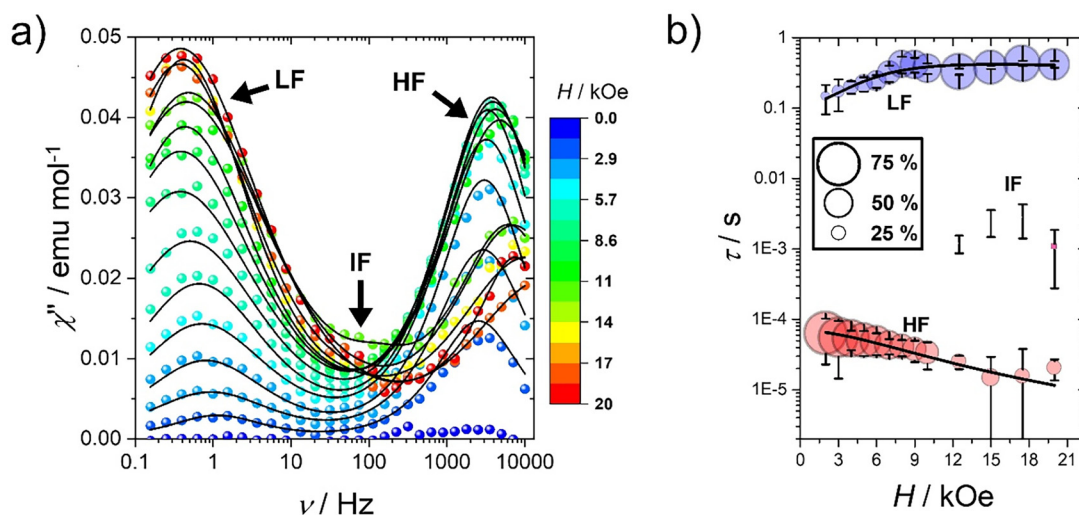 a)
χ'' / emu mol⁻¹
0.05
0.04
0.03
0.02
0.01
0.00
LF
HF
IF
0.1
1
10
100
1000
10000
ν / Hz
H / kOe
0.0
2.9
5.7
8.6
11
14
17
20
b)
τ / s
1
0.1
0.01
1E-3
1E-4
1E-5
LF
75 %
50 %
25 %
IF
HF
0
3
6
9
12
15
18
21
H / kOe